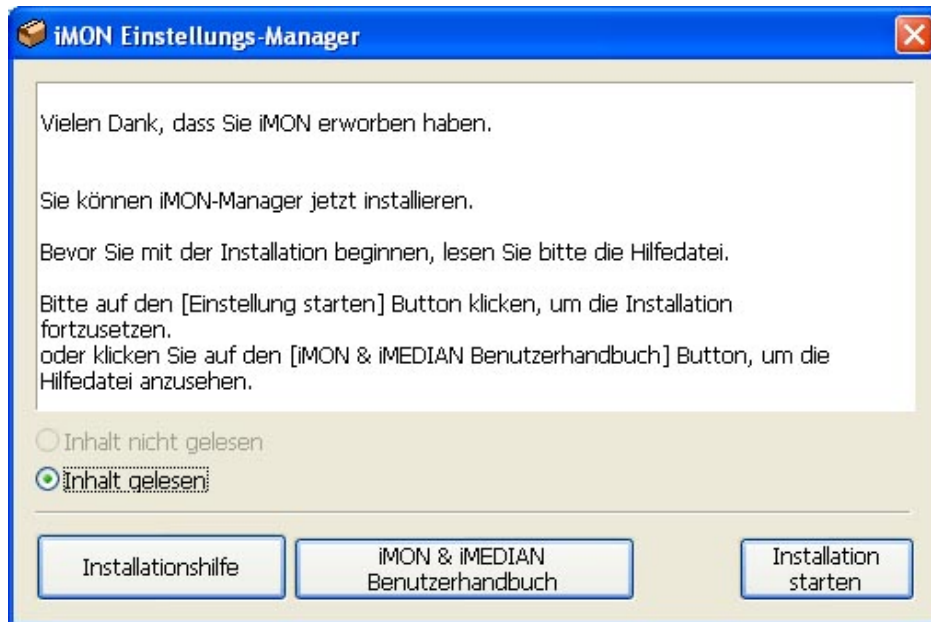 iMON Einstellungs-Manager
Vielen Dank, dass Sie iMON erworben haben.
Sie können iMON-Manager jetzt installieren.
Bevor Sie mit der Installation beginnen, lesen Sie bitte die Hilfedatei.
Bitte auf den [Einstellung starten] Button klicken, um die Installation
fortzusetzen.
oder klicken Sie auf den [iMON & iMEDIAN Benutzerhandbuch] Button, um die
Hilfedatei anzusehen.
Inhalt nicht gelesen
Inhalt gelesen
Installationshilfe
iMON & iMEDIAN
Benutzerhandbuch
Installation
starten